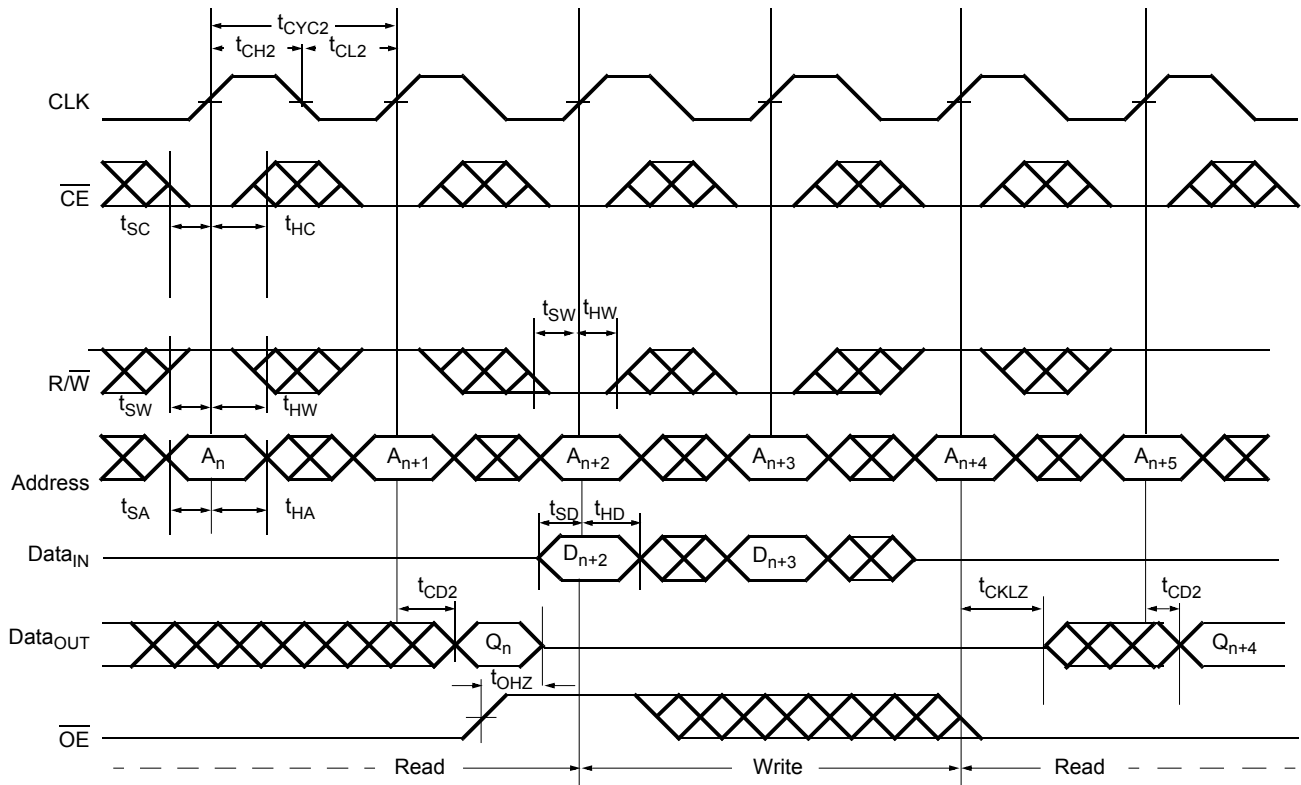 tCYC2
tCH2 tCL2
CLK
CE
tSC tHC
tSW tHW
R/W
tSW tHW
An An+1 An+2 An+3 An+4 An+5
Address
tSA tHA tSD tHD
DataIN Dn+2 Dn+3
tCD2 tCKLZ tCD2
DataOUT Qn Qn+4
tOHZ
OE
Read Write Read